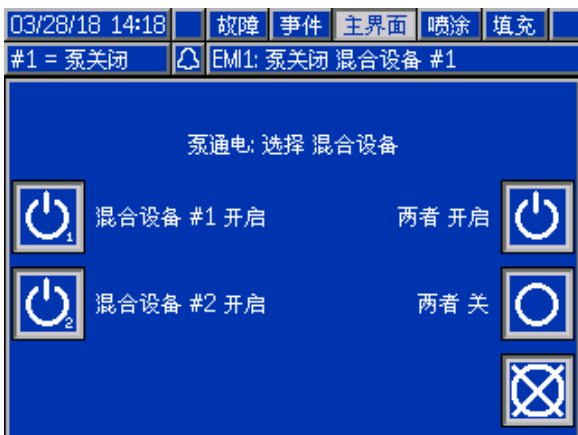 03/28/18 14:18 故障 事件 主界面 喷涂 填充
#1 = 泵关闭 EMI1: 泵关闭 混合设备 #1
泵通电: 选择 混合设备
1 混合设备 #1 开启 两者 开启
2 混合设备 #2 开启 两者 关